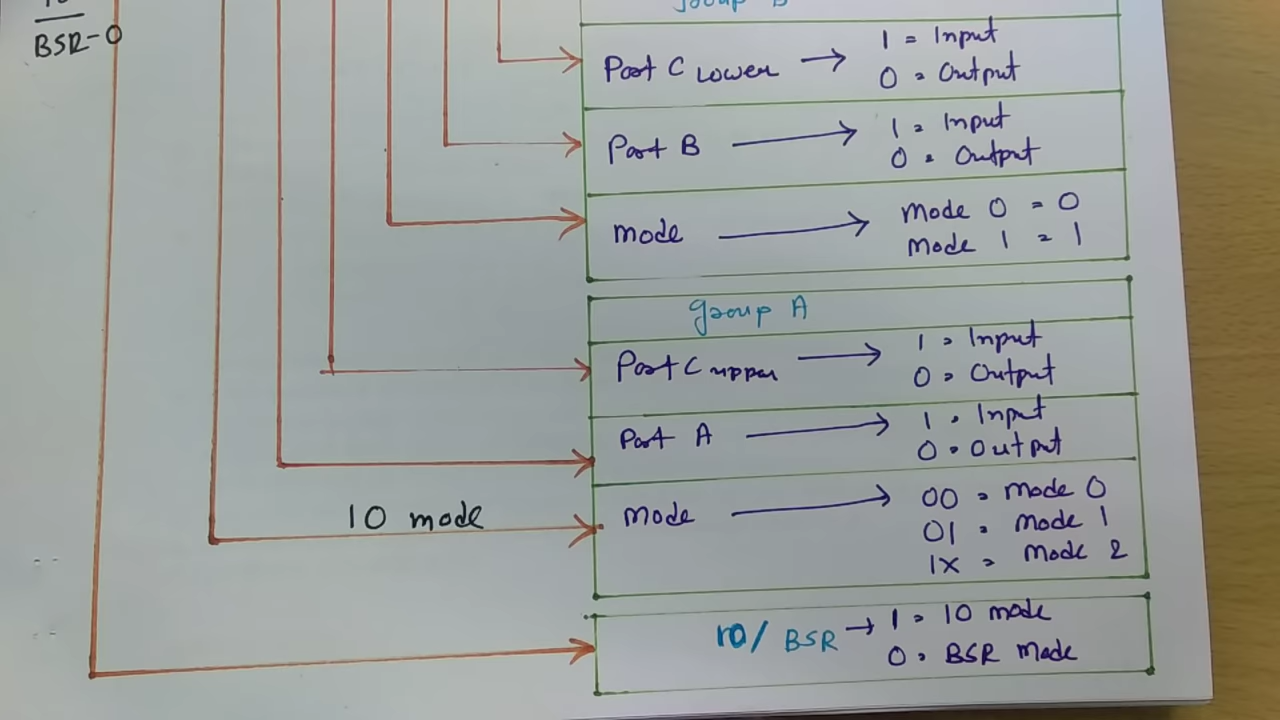 BSR-0
Group B
Port C Lower → 1 = Input
0 = Output
Port B → 1 = Input
0 = Output
Mode → Mode 0 = 0
Mode 1 = 1
Group A
Port C upper → 1 = Input
0 = Output
Port A → 1 = Input
0 = Output
10 mode
Mode → 00 = Mode 0
01 = Mode 1
1X = Mode 2
IO/BSR → 1 = IO mode
0 = BSR Mode